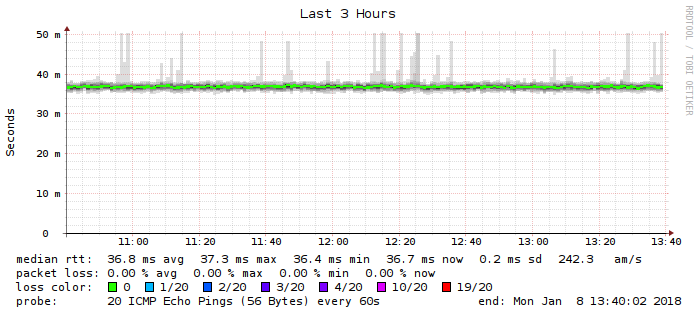 Last 3 Hours
RRDTOOL / TOBI OETIKER
Seconds
50 m
40 m
30 m
20 m
10 m
0
11:00 11:20 11:40 12:00 12:20 12:40 13:00 13:20 13:40
median rtt: 36.8 ms avg 37.3 ms max 36.4 ms min 36.7 ms now 0.2 ms sd 242.3 am/s
packet loss: 0.00 % avg 0.00 % max 0.00 % min 0.00 % now
loss color: 0 1/20 2/20 3/20 4/20 10/20 19/20
probe: 20 ICMP Echo Pings (56 Bytes) every 60s end: Mon Jan 8 13:40:02 2018